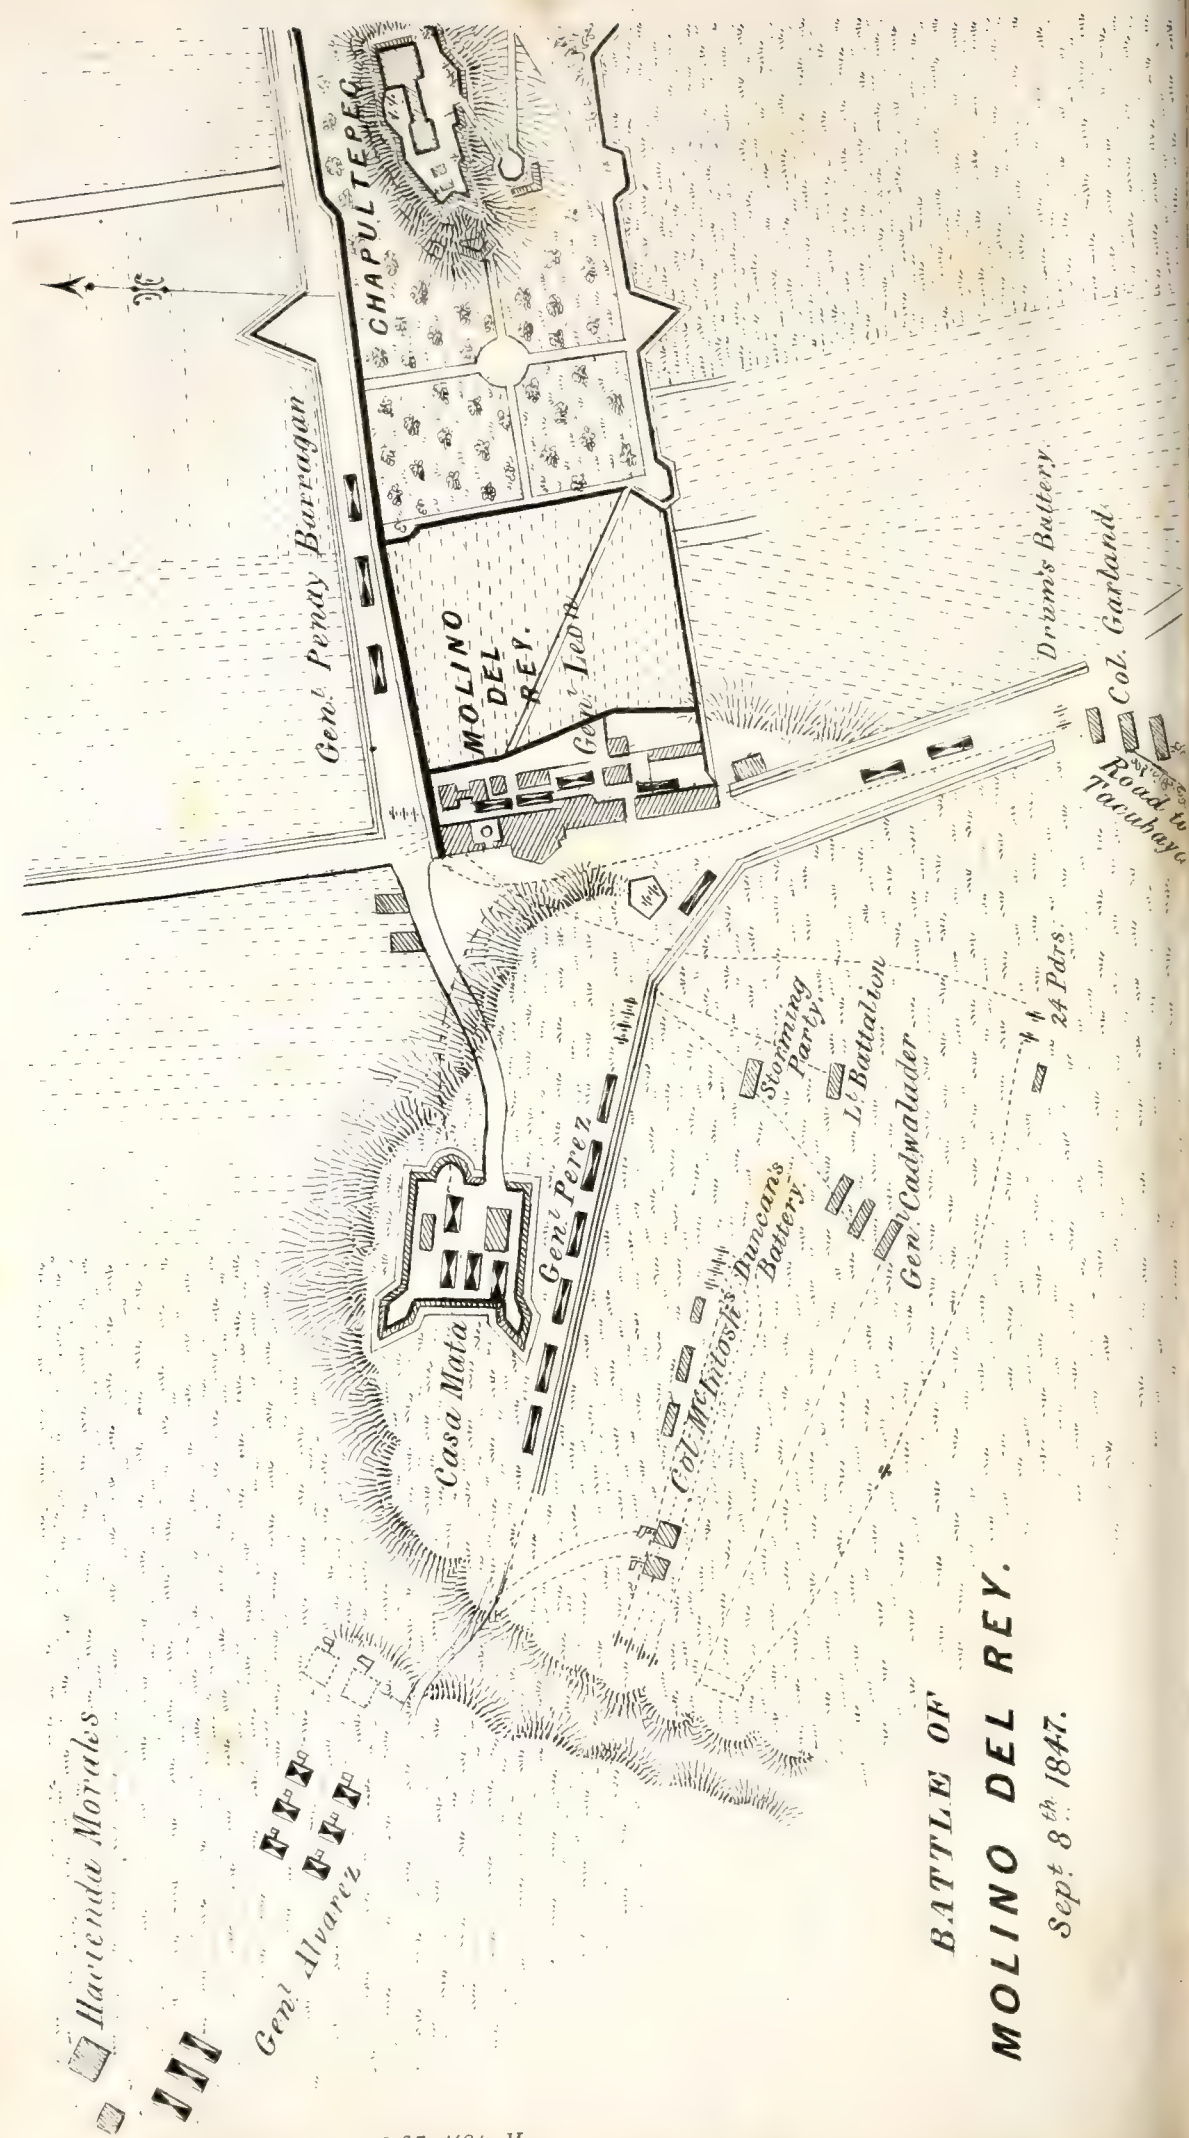 BATTLE OF
MOLINO DEL REY.
Sept. 8th 1847.
Hacienda Morales
Genl. Alvarez
Casa Mata
Genl Perez
Col. McIntosh
Duncans
Battery.
Genl Cadwalader
Lt Battalion
Storming
Party.
24 Pdrs.
Genl. Penay Barragan
CHAPULTEPEC
MOLINO
DEL
REY.
Genl Leon
Drum's Battery
Col. Garland
Road to
Tacubaya